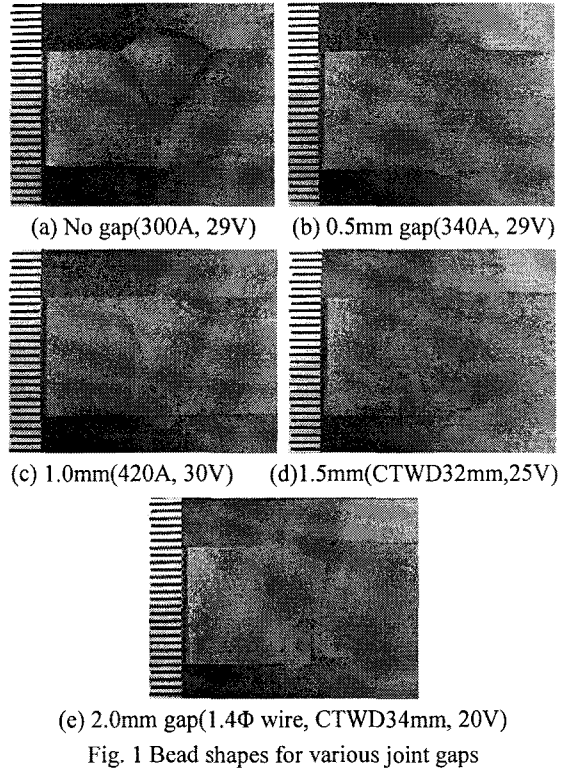 (a) No gap(300A, 29V)
(b) 0.5mm gap(340A, 29V)
(c) 1.0mm(420A, 30V)
(d)1.5mm(CTWD32mm,25V)
(e) 2.0mm gap(1.4Φ wire, CTWD34mm, 20V)
Fig. 1 Bead shapes for various joint gaps